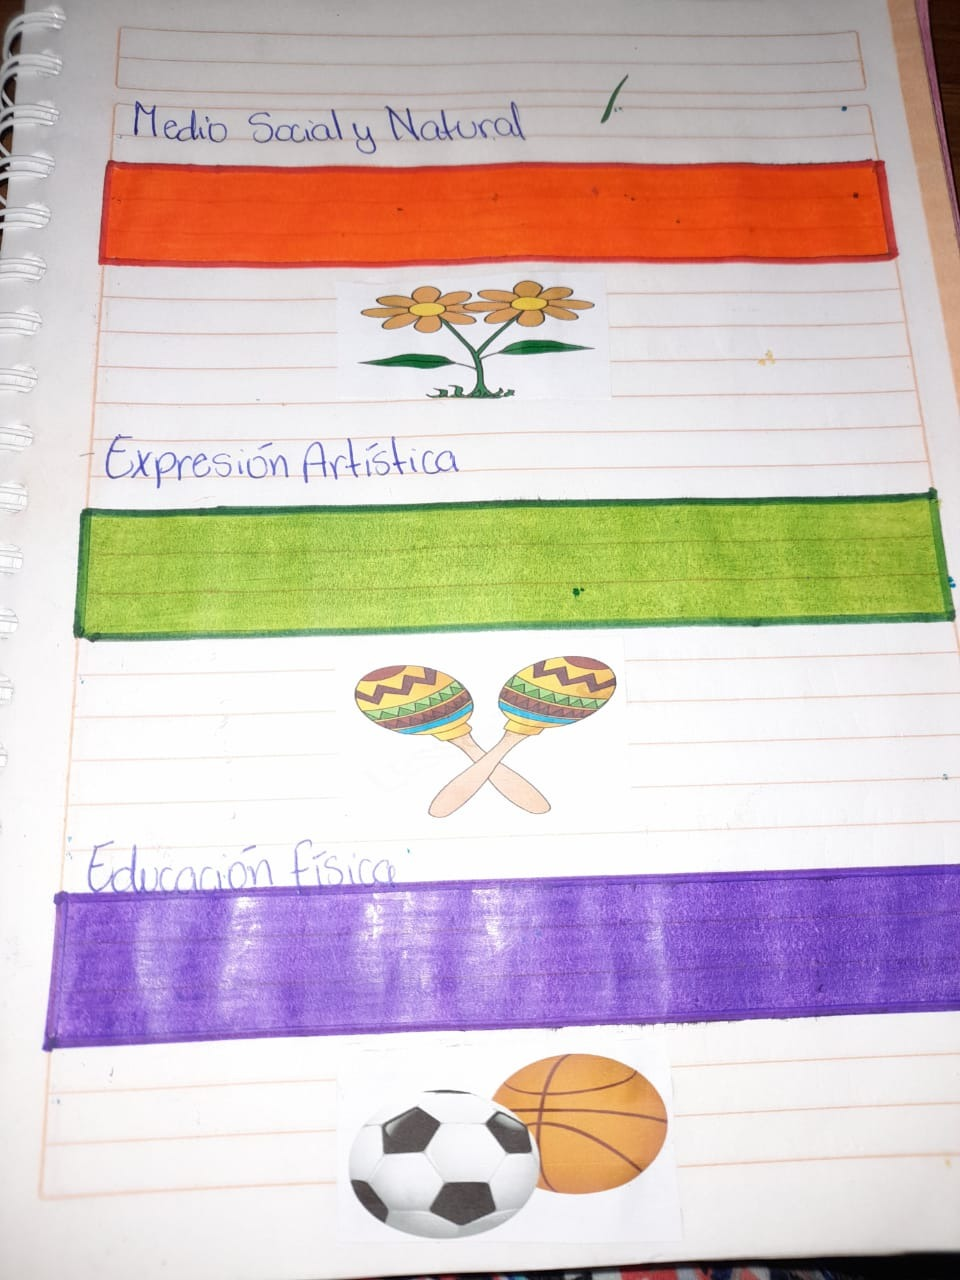 Medio Social y Natural
Expresión Artística
Educación física